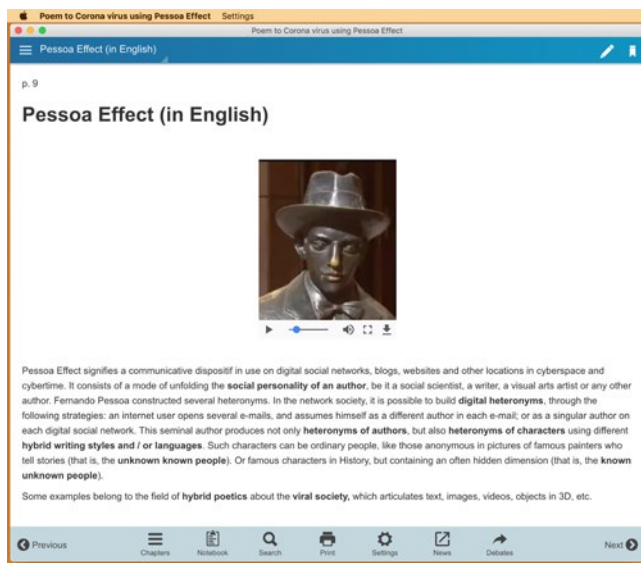 Poem to Corona virus using Pessoa Effect Settings
Poem to Corona virus using Pessoa Effect
Pessoa Effect (in English)
p. 9
Pessoa Effect (in English)
Pessoa Effect signifies a communicative dispositif in use on digital social networks, blogs, websites and other locations in cyberspace and
cybertime. It consists of a mode of unfolding the social personality of an author, be it a social scientist, a writer, a visual arts artist or any other
author. Fernando Pessoa constructed several heteronyms. In the network society, it is possible to build digital heteronyms, through the
following strategies: an internet user opens several e-mails, and assumes himself as a different author in each e-mail; or as a singular author on
each digital social network. This seminal author produces not only heteronyms of authors, but also heteronyms of characters using different
hybrid writing styles and / or languages. Such characters can be ordinary people, like those anonymous in pictures of famous painters who
tell stories (that is, the unknown known people). Or famous characters in History, but containing an often hidden dimension (that is, the known
unknown people).
Some examples belong to the field of hybrid poetics about the viral society, which articulates text, images, videos, objects in 3D, etc.
Previous Chapters Notebook Search Print Settings News Debates Next